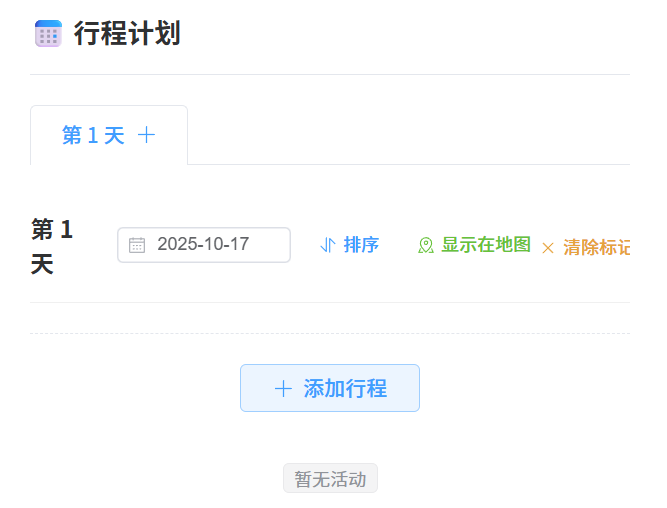 行程计划
第 1 天
第 1
天
2025-10-17
排序
显示在地图
清除标记
添加行程
暂无活动